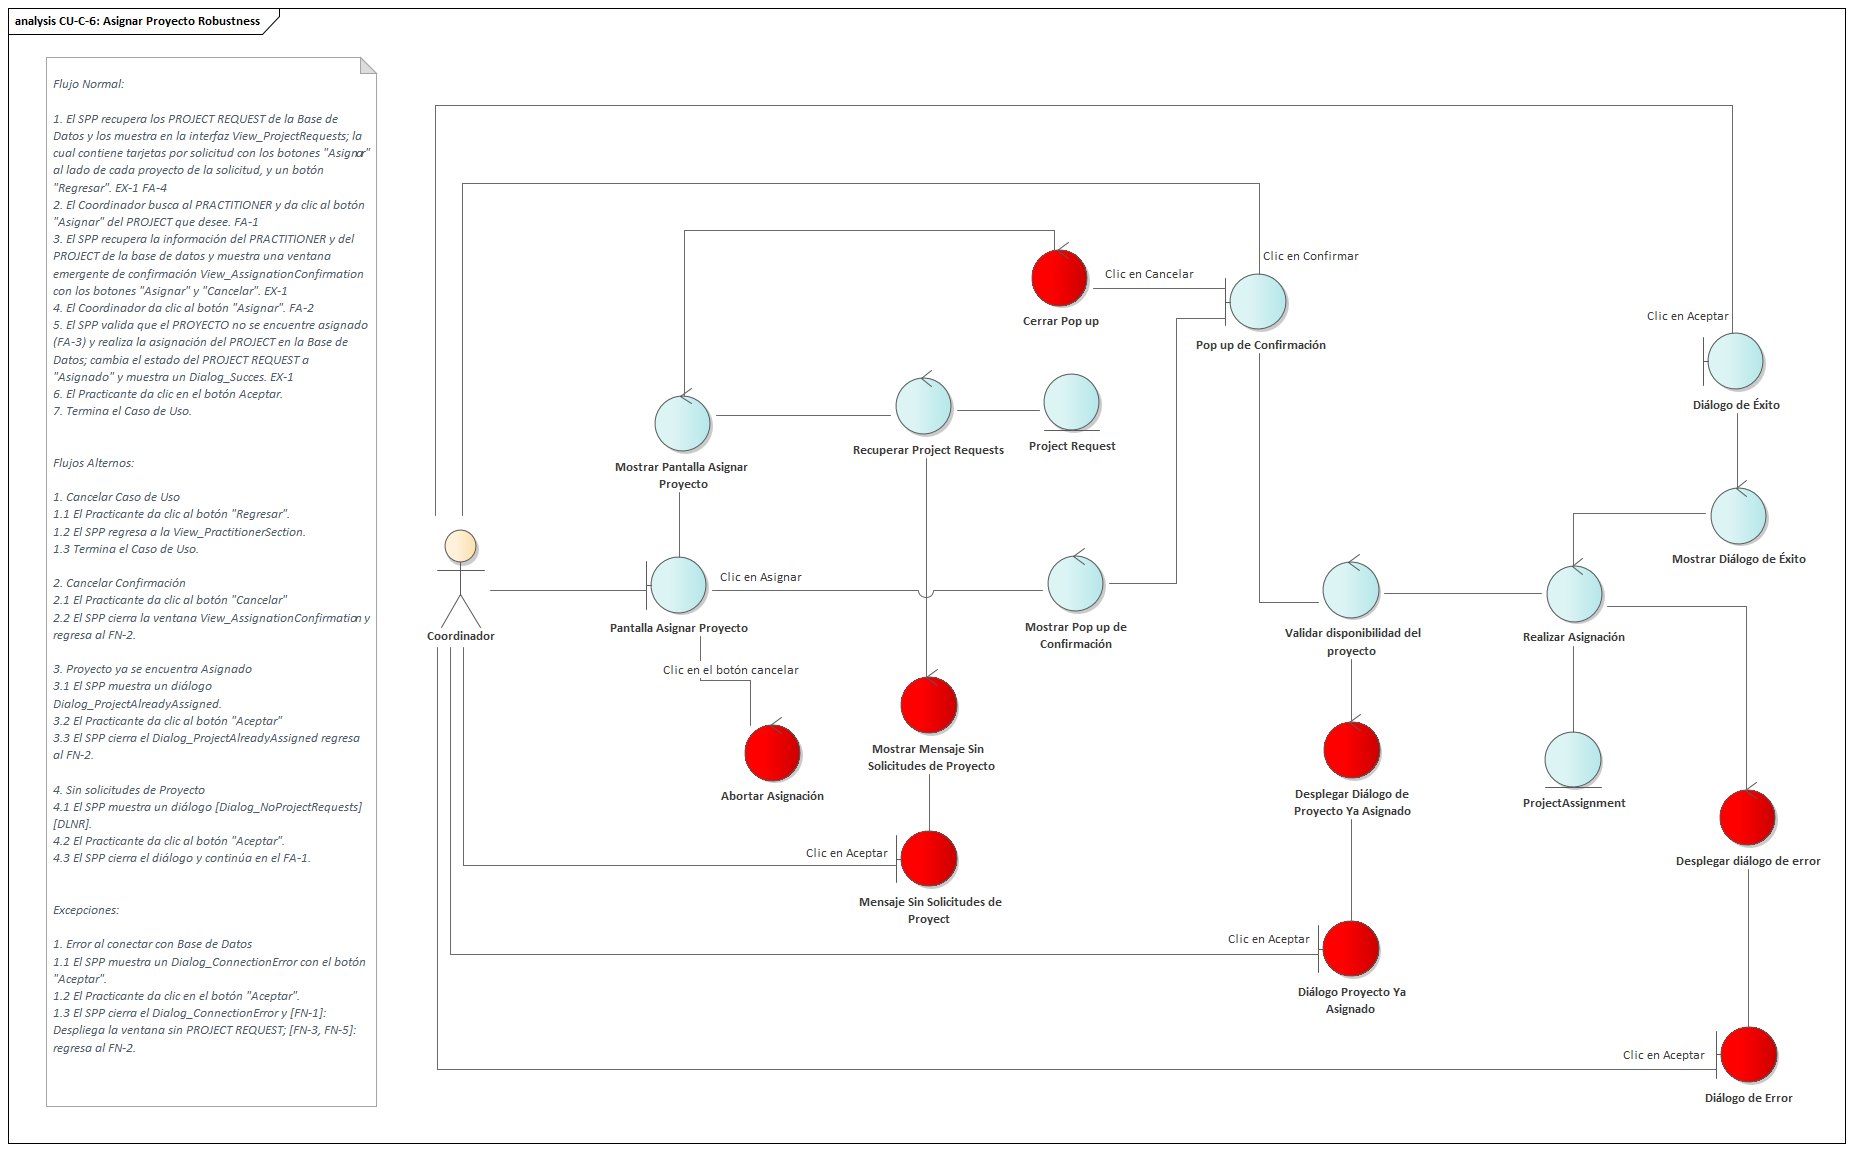 analysis CU-C-6: Asignar Proyecto Robustness
Flujo Normal:
1. El SPP recupera los PROJECT REQUEST de la Base de
Datos y los muestra en la interfaz View_ProjectRequests; la
cual contiene tarjetas por solicitud con los botones "Asignar"
al lado de cada proyecto de la solicitud, y un botón
"Regresar". EX-1 FA-4
2. El Coordinador busca al PRACTITIONER y da clic al botón
"Asignar" del PROJECT que desee. FA-1
3. El SPP recupera la información del PRACTITIONER y del
PROJECT de la base de datos y muestra una ventana
emergente de confirmación View_AssignationConfirmation
con los botones "Asignar" y "Cancelar". EX-1
4. El Coordinador da clic al botón "Asignar". FA-2
5. El SPP valida que el PROYECTO no se encuentre asignado
(FA-3) y realiza la asignación del PROJECT en la Base de
Datos; cambia el estado del PROJECT REQUEST a
"Asignado" y muestra un Dialog_Succes. EX-1
6. El Practicante da clic en el botón Aceptar.
7. Termina el Caso de Uso.
Flujos Alternos:
1. Cancelar Caso de Uso
1.1 El Practicante da clic al botón "Regresar".
1.2 El SPP regresa a la View_PractitionerSection.
1.3 Termina el Caso de Uso.
2. Cancelar Confirmación
2.1 El Practicante da clic al botón "Cancelar"
2.2 El SPP cierra la ventana View_AssignationConfirmation y
regresa al FN-2.
3. Proyecto ya se encuentra Asignado
3.1 El SPP muestra un diálogo
Dialog_ProjectAlreadyAssigned.
3.2 El Practicante da clic al botón "Aceptar"
3.3 El SPP cierra el Dialog_ProjectAlreadyAssigned regresa
al FN-2.
4. Sin solicitudes de Proyecto
4.1 El SPP muestra un diálogo [Dialog_NoProjectRequests]
[DLNR].
4.2 El Practicante da clic al botón "Aceptar".
4.3 El SPP cierra el diálogo y continúa en el FA-1.
Excepciones:
1. Error al conectar con Base de Datos
1.1 El SPP muestra un Dialog_ConnectionError con el botón
"Aceptar".
1.2 El Practicante da clic en el botón "Aceptar".
1.3 El SPP cierra el Dialog_ConnectionError y [FN-1]:
Despliega la ventana sin PROJECT REQUEST; [FN-3, FN-5]:
regresa al FN-2.
Clic en Confirmar
Clic en Cancelar
Cerrar Pop up
Pop up de Confirmación
Clic en Aceptar
Diálogo de Éxito
Mostrar Pantalla Asignar
Proyecto
Recuperar Project Requests
Project Request
Mostrar Diálogo de Éxito
Coordinador
Clic en Asignar
Pantalla Asignar Proyecto
Mostrar Pop up de
Confirmación
Validar disponibilidad del
proyecto
Realizar Asignación
Clic en el botón cancelar
Abortar Asignación
Mostrar Mensaje Sin
Solicitudes de Proyecto
Desplegar Diálogo de
Proyecto Ya Asignado
ProjectAssignment
Desplegar diálogo de error
Clic en Aceptar
Mensaje Sin Solicitudes de
Proyect
Clic en Aceptar
Diálogo Proyecto Ya
Asignado
Clic en Aceptar
Diálogo de Error